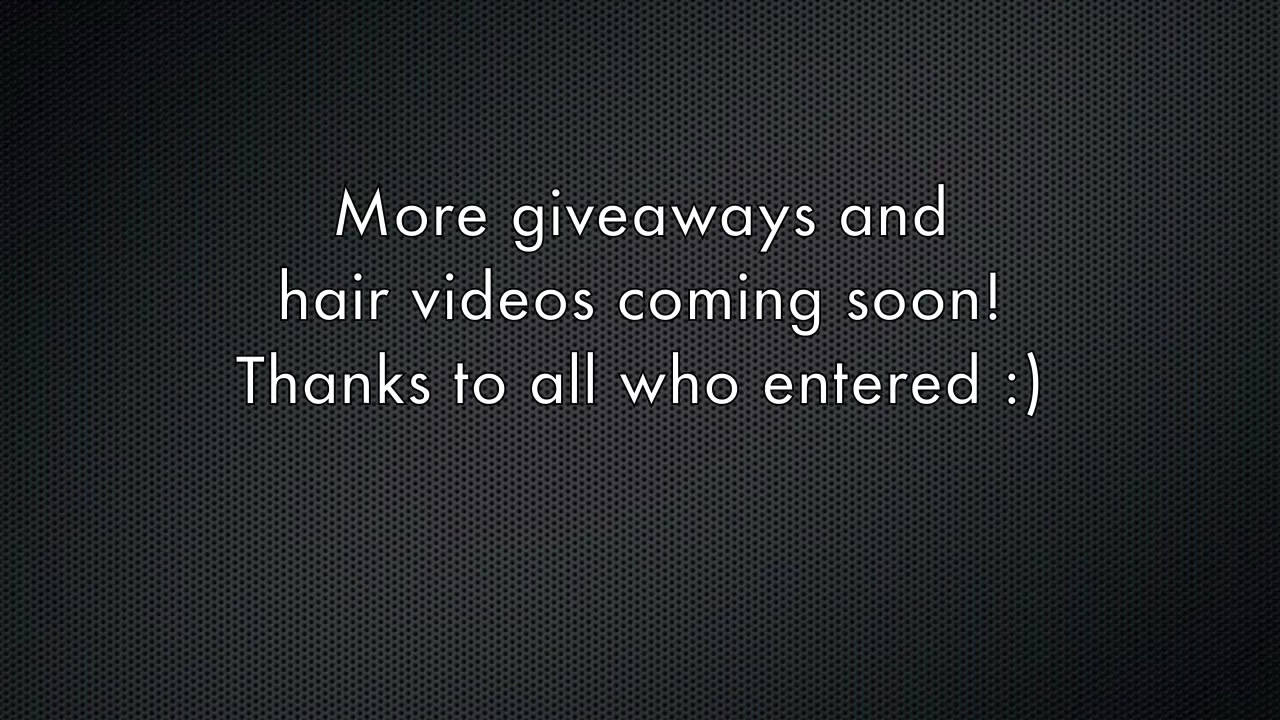 More giveaways and
hair videos coming soon!
Thanks to all who entered :)